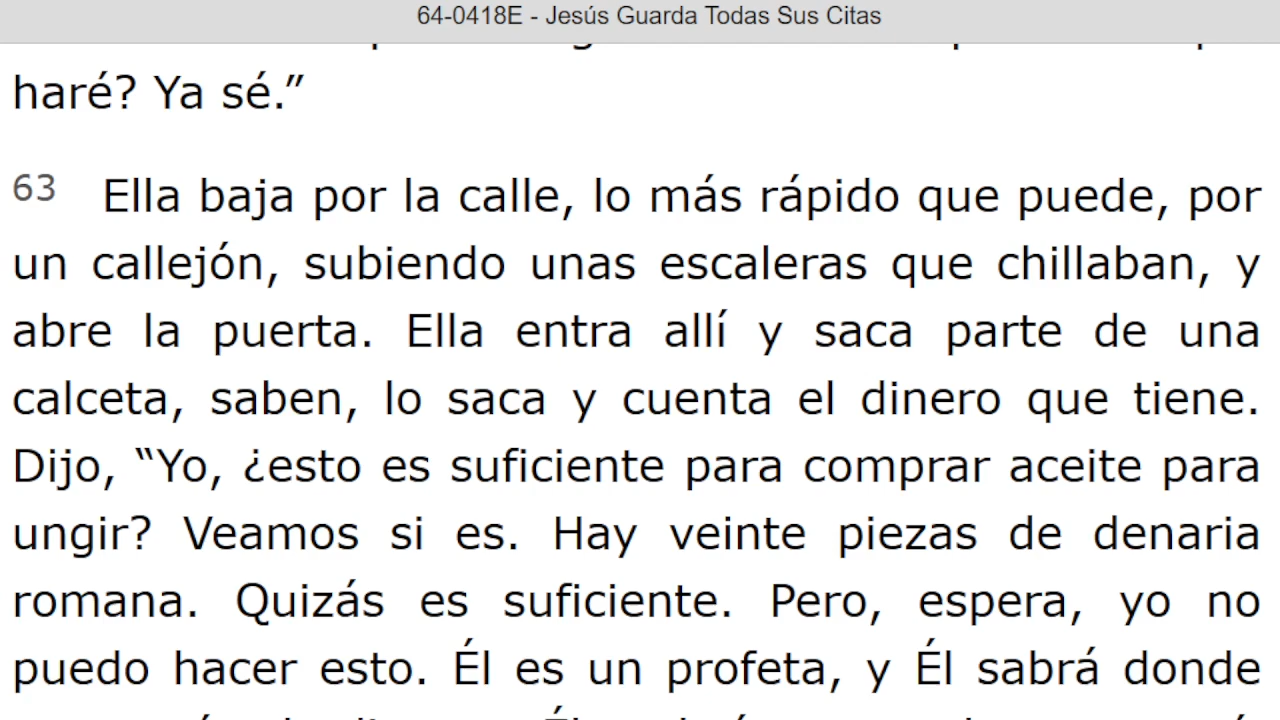 64-0418E - Jesús Guarda Todas Sus Citas
haré? Ya sé.”
63 Ella baja por la calle, lo más rápido que puede, por
un callejón, subiendo unas escaleras que chillaban, y
abre la puerta. Ella entra allí y saca parte de una
calceta, saben, lo saca y cuenta el dinero que tiene.
Dijo, “Yo, ¿esto es suficiente para comprar aceite para
ungir? Veamos si es. Hay veinte piezas de denaria
romana. Quizás es suficiente. Pero, espera, yo no
puedo hacer esto. Él es un profeta, y Él sabrá donde